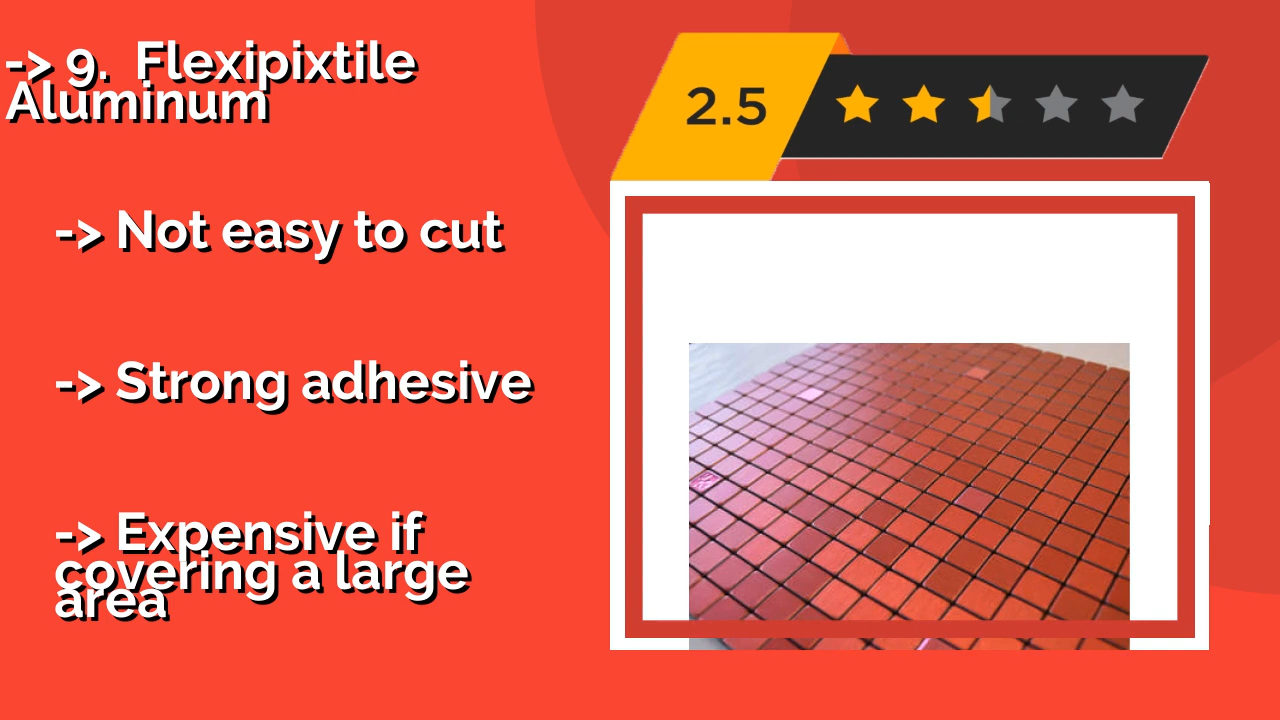 -> 9.  Flexipixtile
Aluminum
2.5
-> Not easy to cut
-> Strong adhesive
-> Expensive if
covering a large
area